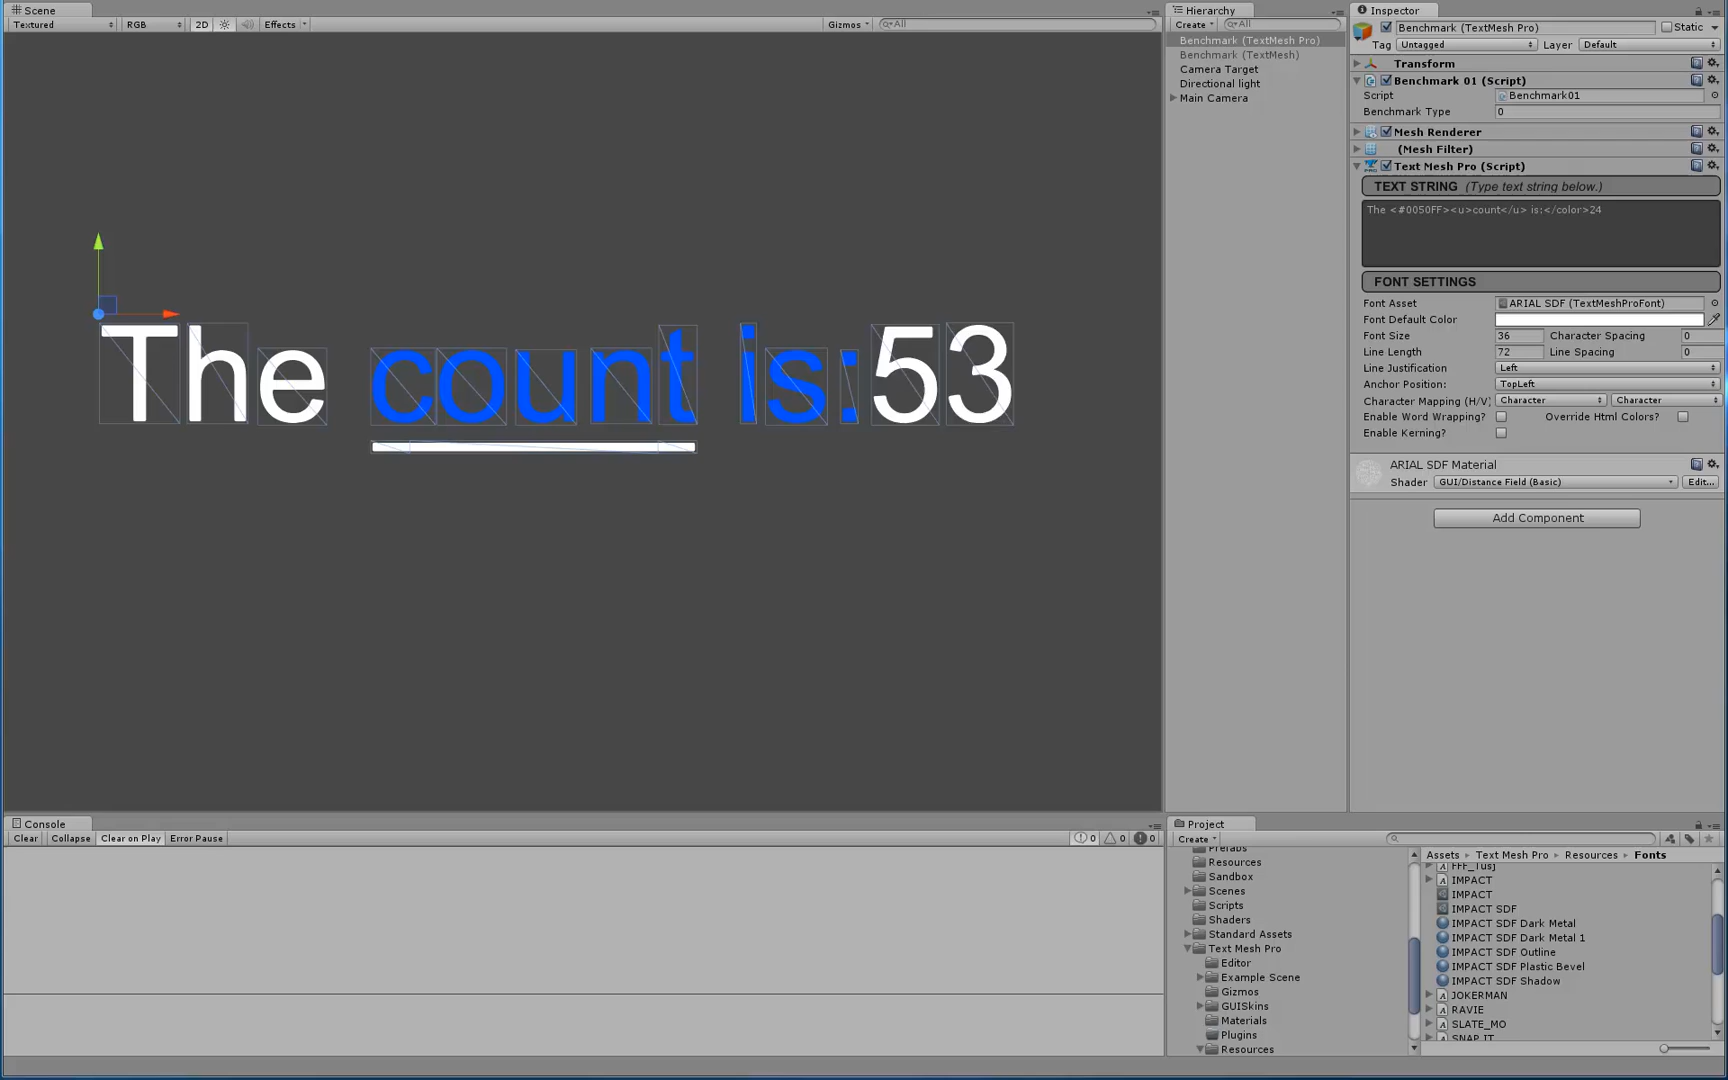 Scene
Textured RGB 2D Effects Gizmos All
The count is:53
Console
Clear Collapse Clear on Play Error Pause 0 0 0
Hierarchy
Create All
Benchmark (TextMesh Pro)
Benchmark (TextMesh)
Camera Target
Directional light
Main Camera
Inspector
Benchmark (TextMesh Pro) Static
Tag Untagged Layer Default
Transform
Benchmark 01 (Script)
Script Benchmark01
Benchmark Type 0
Mesh Renderer
(Mesh Filter)
Text Mesh Pro (Script)
TEXT STRING (Type text string below.)
The <#0050FF><u>count</u> is:</color>24
FONT SETTINGS
Font Asset ARIAL SDF (TextMeshProFont)
Font Default Color
Font Size 36 Character Spacing 0
Line Length 72 Line Spacing 0
Line Justification Left
Anchor Position: TopLeft
Character Mapping (H/V) Character Character
Enable Word Wrapping? Override Html Colors?
Enable Kerning?
ARIAL SDF Material
Shader GUI/Distance Field (Basic) Edit...
Add Component
Project
Create
Prefabs
Resources
Sandbox
Scenes
Scripts
Shaders
Standard Assets
Text Mesh Pro
Editor
Example Scene
Gizmos
GUISkins
Materials
Plugins
Resources
Assets Text Mesh Pro Resources Fonts
FFF_Tusj
IMPACT
IMPACT
IMPACT SDF
IMPACT SDF Dark Metal
IMPACT SDF Dark Metal 1
IMPACT SDF Outline
IMPACT SDF Plastic Bevel
IMPACT SDF Shadow
JOKERMAN
RAVIE
SLATE_MO
SNAP IT